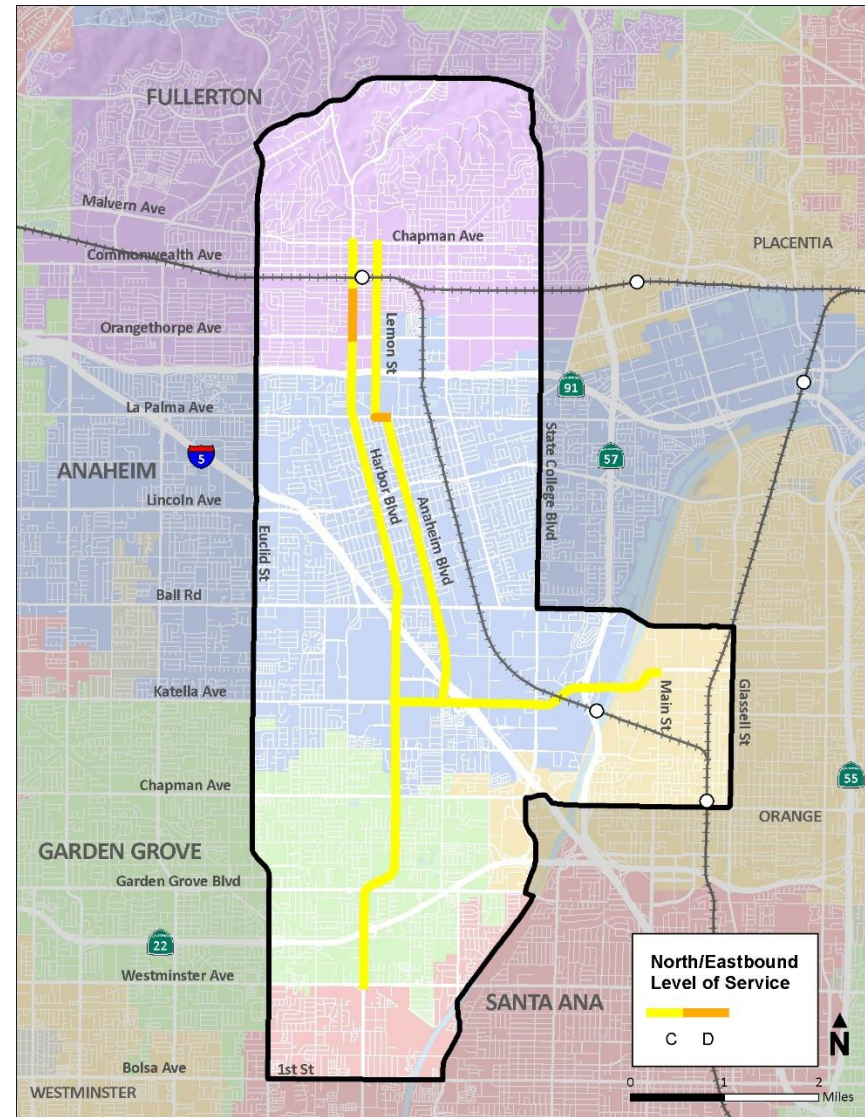 FULLERTON
Malvern Ave
Chapman Ave
Commonwealth Ave
PLACENTIA
Orangethorpe Ave
Lemon St
91
La Palma Ave
5
57
ANAHEIM
State College Blvd
Harbor Blvd
Lincoln Ave
Anaheim Blvd
Euclid St
Ball Rd
Katella Ave
Main St
Glassell St
Chapman Ave
55
ORANGE
GARDEN GROVE
Garden Grove Blvd
22
North/Eastbound
Level of Service
C D
Westminster Ave
SANTA ANA
N
Bolsa Ave
1st St
WESTMINSTER
0 1 2
Miles